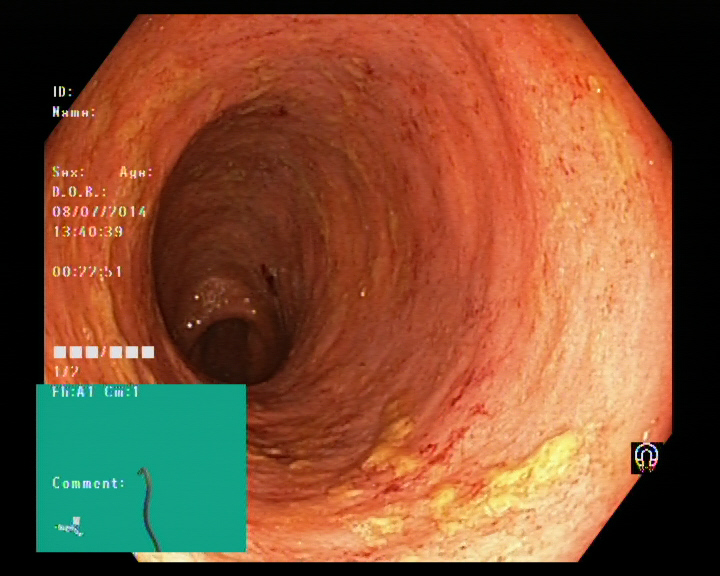 ID:
Name:
Sex: Age:
D.O.B.:
08/07/2014
13:40:39
00:22:51
■■■/■■■
1/2
Eh:A1 Cm:1
Comment: